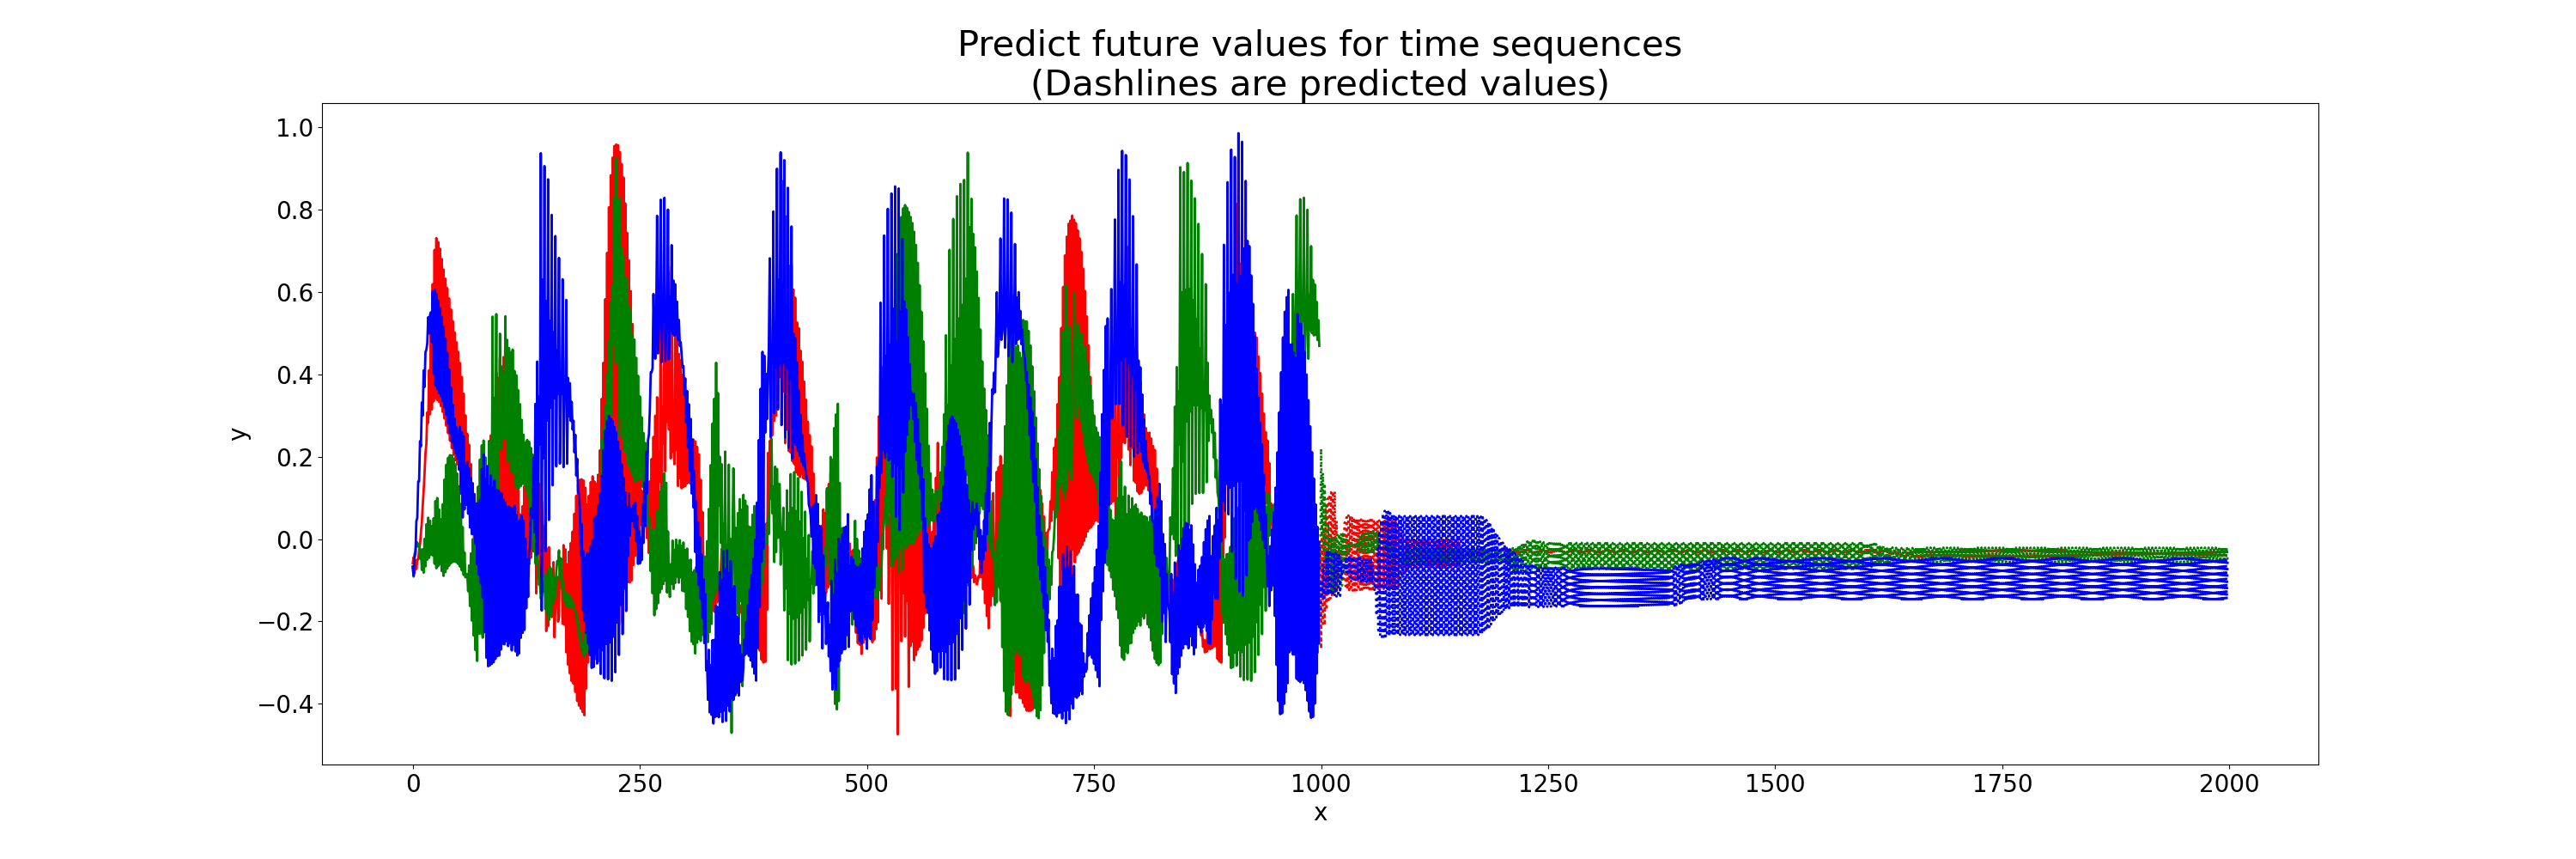 Predict future values for time sequences
(Dashlines are predicted values)
1.0
0.8
0.6
0.4
0.2
0.0
−0.2
−0.4
y
0 250 500 750 1000 1250 1500 1750 2000
x